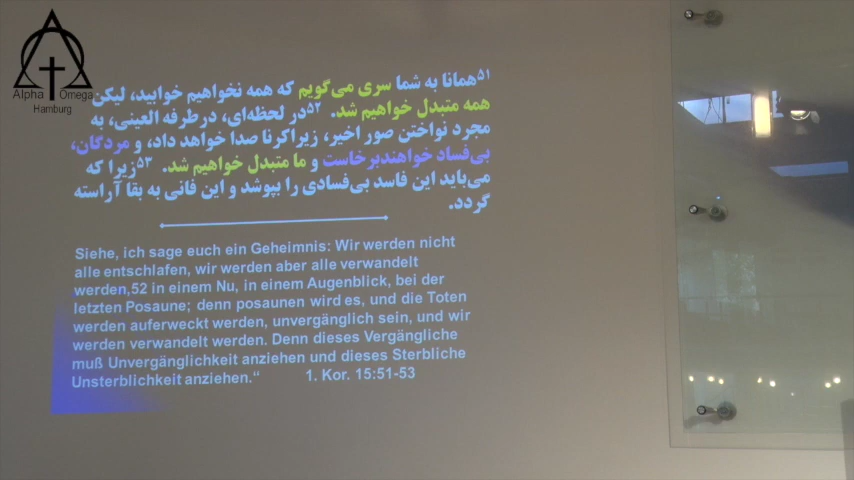 Alpha Omega
Hamburg
۵۱همانا به شما سری می‌گویم که همه نخواهیم خوابید، لیکن
همه متبدل خواهیم شد. ۵۲در لحظه‌ای، درطرفه العینی، به
مجرد نواختن صور اخیر، زیراکرنا صدا خواهد داد، و مردگان،
بی‌فساد خواهندبرخاست و ما متبدل خواهیم شد. ۵۳زیرا که
می‌باید این فاسد بی‌فسادی را بپوشد و این فانی به بقا آراسته
گردد.
Siehe, ich sage euch ein Geheimnis: Wir werden nicht
alle entschlafen, wir werden aber alle verwandelt
werden,52 in einem Nu, in einem Augenblick, bei der
letzten Posaune; denn posaunen wird es, und die Toten
werden auferweckt werden, unvergänglich sein, und wir
werden verwandelt werden. Denn dieses Vergängliche
muß Unvergänglichkeit anziehen und dieses Sterbliche
Unsterblichkeit anziehen.“ 1. Kor. 15:51-53